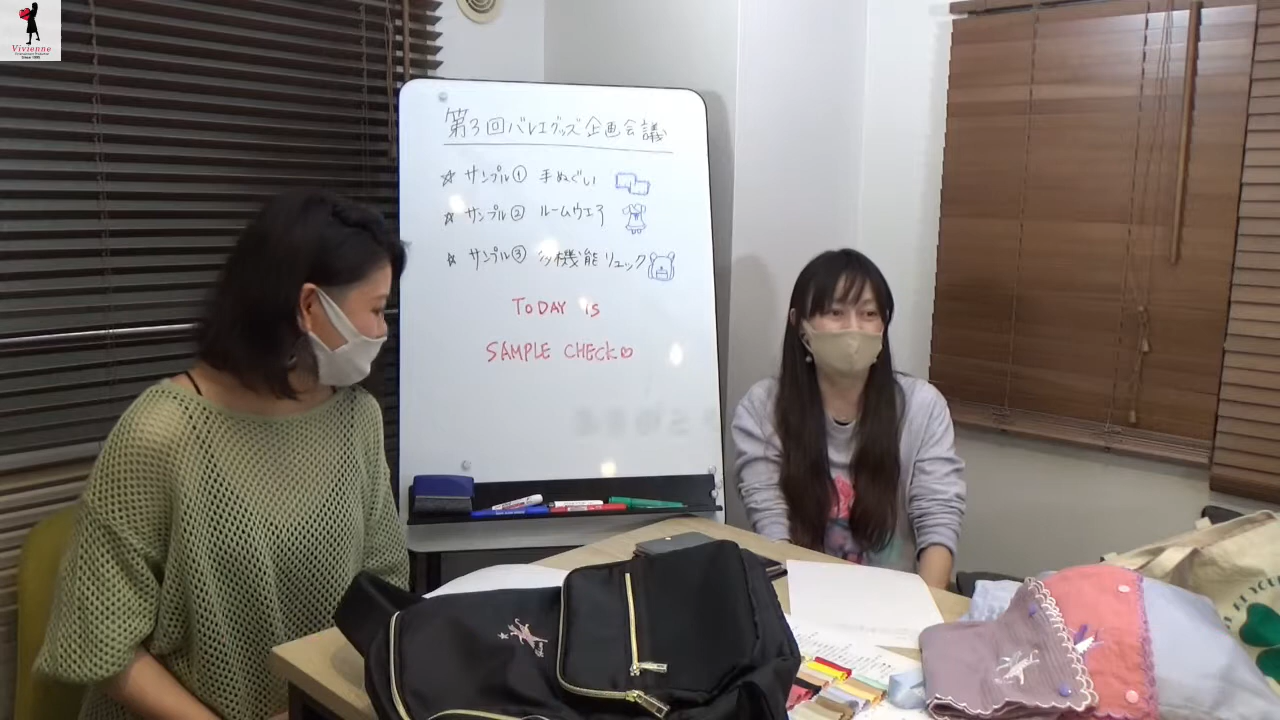 Vivienne
Since 1995
第3回バレエグッズ企画会議
☆ サンプル① 手ぬぐい
☆ サンプル② ルームウエア
☆ サンプル③ 多機能リュック
TODAY is
SAMPLE CHECK♡